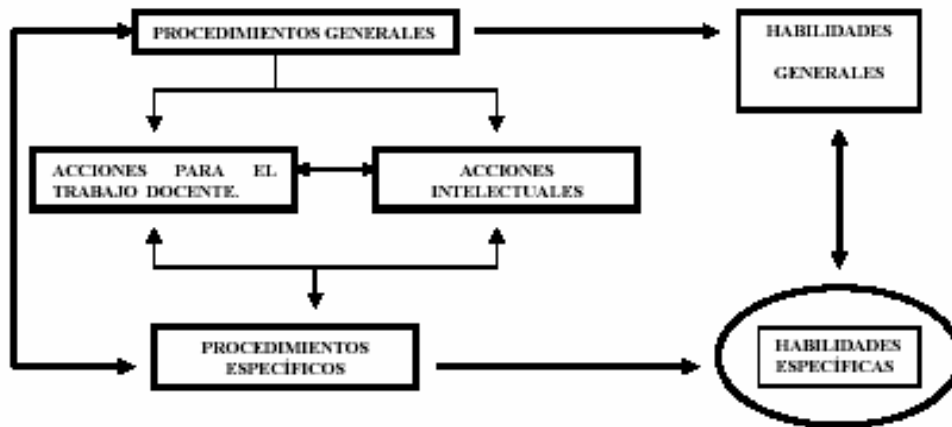 PROCEDIMIENTOS GENERALES
HABILIDADES
GENERALES
ACCIONES PARA EL
TRABAJO DOCENTE.
ACCIONES
INTELECTUALES
PROCEDIMIENTOS
ESPECÍFICOS
HABILIDADES
ESPECÍFICAS